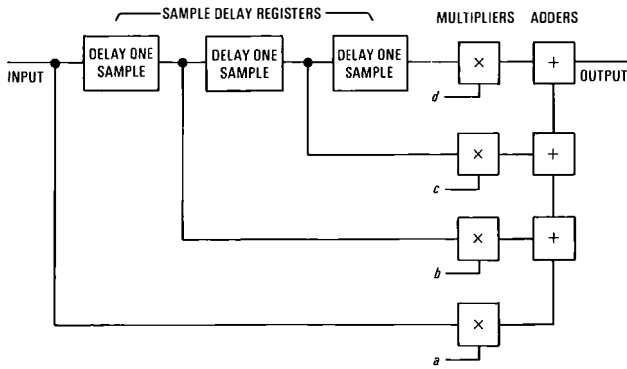 SAMPLE DELAY REGISTERS
MULTIPLIERS ADDERS
INPUT
DELAY ONE
SAMPLE
DELAY ONE
SAMPLE
DELAY ONE
SAMPLE
×
+
OUTPUT
d
×
+
c
×
+
b
×
a